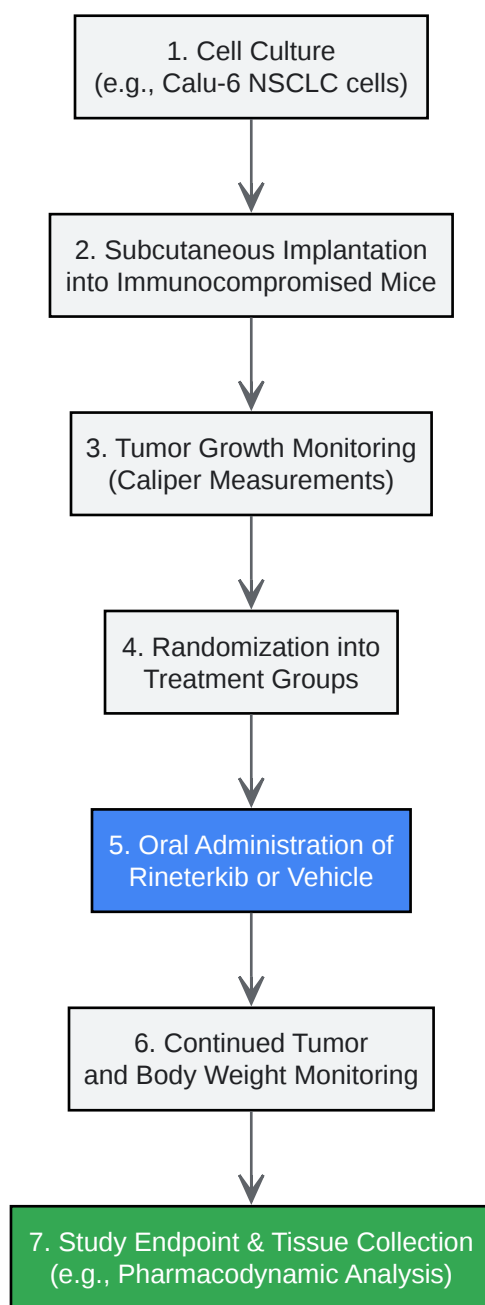 1. Cell Culture
(e.g., Calu-6 NSCLC cells)
2. Subcutaneous Implantation
into Immunocompromised Mice
3. Tumor Growth Monitoring
(Caliper Measurements)
4. Randomization into
Treatment Groups
5. Oral Administration of
Rineterkib or Vehicle
6. Continued Tumor
and Body Weight Monitoring
7. Study Endpoint & Tissue Collection
(e.g., Pharmacodynamic Analysis)